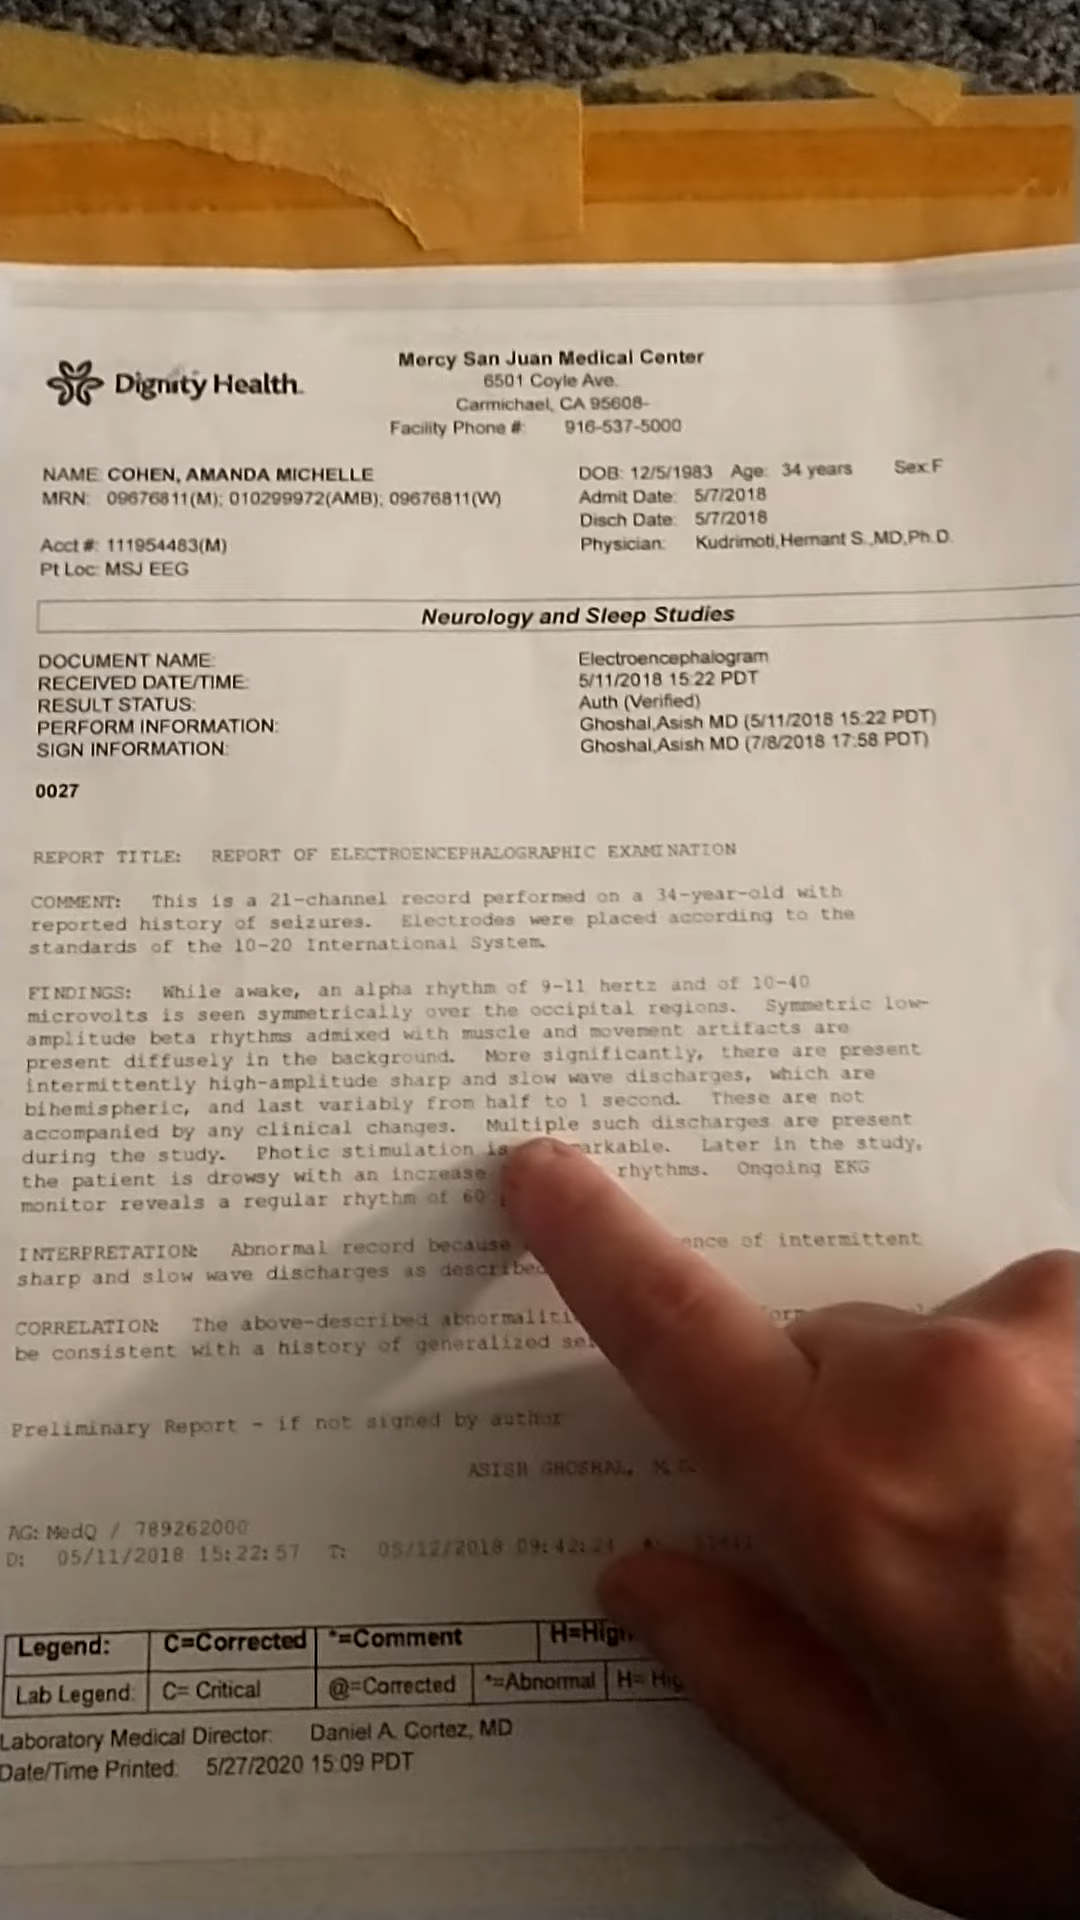 Dignity Health
Mercy San Juan Medical Center
6501 Coyle Ave.
Carmichael, CA 95608-
Facility Phone #: 916-537-5000
NAME: COHEN, AMANDA MICHELLE
MRN: 09676811(M); 010299972(AMB); 09676811(W)
Acct #: 111954483(M)
Pt Loc: MSJ EEG
DOB: 12/5/1983 Age: 34 years Sex:F
Admit Date: 5/7/2018
Disch Date: 5/7/2018
Physician: Kudrimoti,Hemant S.,MD,Ph.D.
Neurology and Sleep Studies
DOCUMENT NAME: Electroencephalogram
RECEIVED DATE/TIME: 5/11/2018 15:22 PDT
RESULT STATUS: Auth (Verified)
PERFORM INFORMATION: Ghoshal,Asish MD (5/11/2018 15:22 PDT)
SIGN INFORMATION: Ghoshal,Asish MD (7/8/2018 17:58 PDT)
0027
REPORT TITLE: REPORT OF ELECTROENCEPHALOGRAPHIC EXAMINATION
COMMENT: This is a 21-channel record performed on a 34-year-old with
reported history of seizures. Electrodes were placed according to the
standards of the 10-20 International System.
FINDINGS: While awake, an alpha rhythm of 9-11 hertz and of 10-40
microvolts is seen symmetrically over the occipital regions. Symmetric low-
amplitude beta rhythms admixed with muscle and movement artifacts are
present diffusely in the background. More significantly, there are present
intermittently high-amplitude sharp and slow wave discharges, which are
bihemispheric, and last variably from half to 1 second. These are not
accompanied by any clinical changes. Multiple such discharges are present
during the study. Photic stimulation is arkable. Later in the study,
the patient is drowsy with an increase rhythms. Ongoing EKG
monitor reveals a regular rhythm of 60
INTERPRETATION: Abnormal record because ence of intermittent
sharp and slow wave discharges as described
CORRELATION: The above-described abnormaliti
be consistent with a history of generalized sei
Preliminary Report - if not signed by author
ASISH GHOSHAL, M.D.
AG: MedQ / 789262000
D: 05/11/2018 15:22:57 T: 05/12/2018 09:42:24
Legend: C=Corrected *=Comment H=High
Lab Legend: C= Critical @=Corrected *=Abnormal H= Hig
Laboratory Medical Director: Daniel A. Cortez, MD
Date/Time Printed: 5/27/2020 15:09 PDT